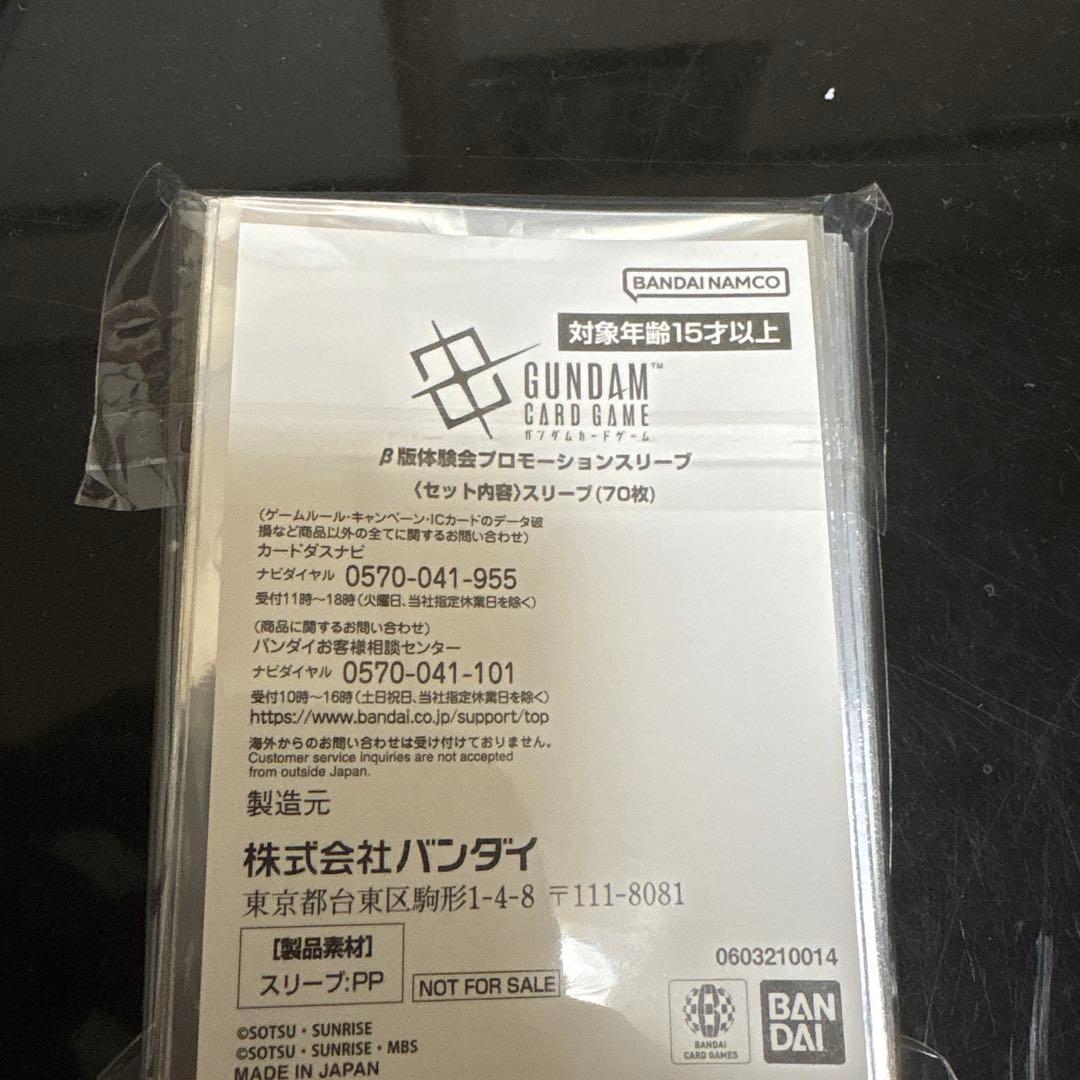 BANDAI NAMCO
対象年齢15才以上
GUNDAM™
CARD GAME
ガンダムカードゲーム
β版体験会プロモーションスリーブ
〈セット内容〉スリーブ(70枚)
(ゲームルール・キャンペーン・ICカードのデータ破
損など商品以外の全てに関するお問い合わせ)
カードダスナビ
ナビダイヤル 0570-041-955
受付11時〜18時(火曜日、当社指定休業日を除く)
(商品に関するお問い合わせ)
バンダイお客様相談センター
ナビダイヤル 0570-041-101
受付10時〜16時(土日祝日、当社指定休業日を除く)
https://www.bandai.co.jp/support/top
海外からのお問い合わせは受け付けておりません。
Customer service inquiries are not accepted
from outside Japan.
製造元
株式会社バンダイ
東京都台東区駒形1-4-8 〒111-8081
[製品素材]
スリーブ:PP
NOT FOR SALE
0603210014
BANDAI
CARD GAMES
BAN
DAI
©SOTSU・SUNRISE
©SOTSU・SUNRISE・MBS
MADE IN JAPAN